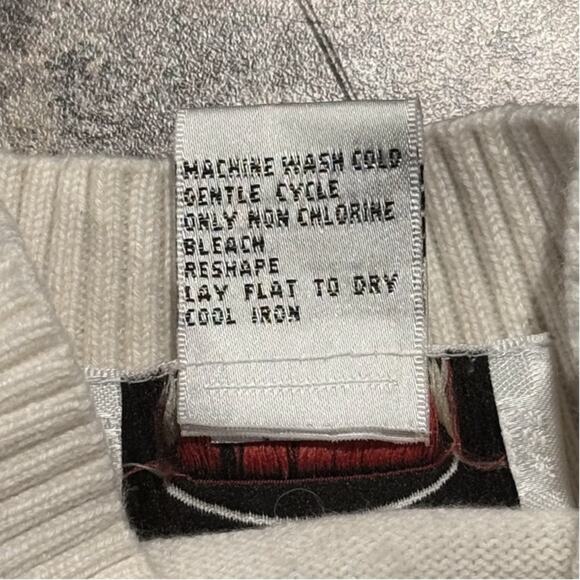 MACHINE WASH COLD
GENTLE CYCLE
ONLY NON CHLORINE
BLEACH
RESHAPE
LAY FLAT TO DRY
COOL IRON